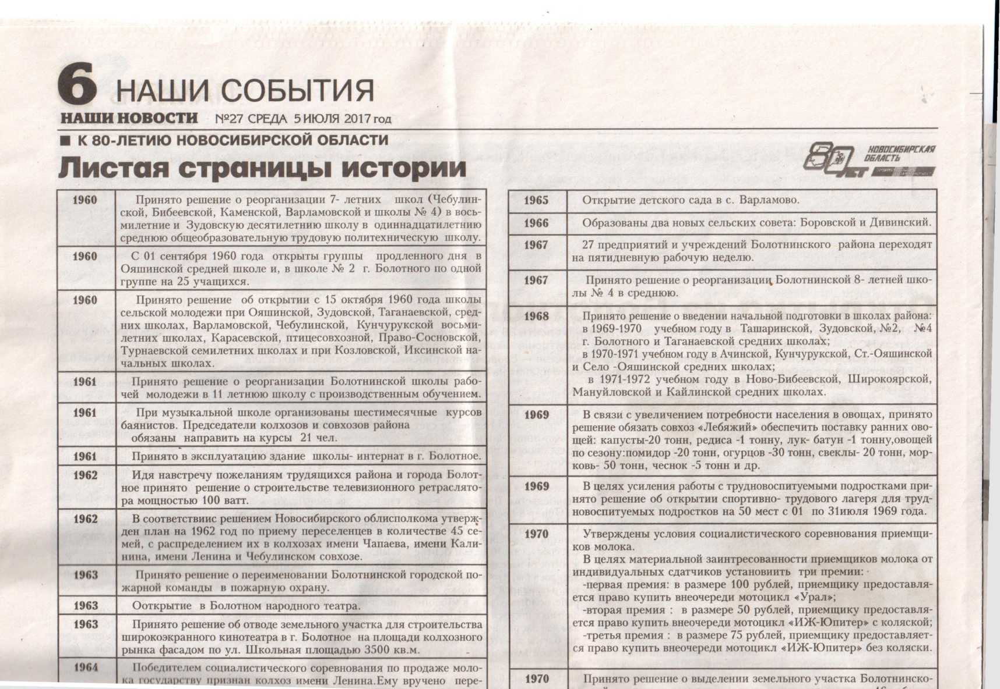 6 НАШИ СОБЫТИЯ
НАШИ НОВОСТИ №27 СРЕДА 5 ИЮЛЯ 2017 год
■ К 80-ЛЕТИЮ НОВОСИБИРСКОЙ ОБЛАСТИ
Листая страницы истории
80 ЛЕТ НОВОСИБИРСКАЯ
ОБЛАСТЬ
1960 Принято решение о реорганизации 7- летних школ (Чебулин-
ской, Бибеевской, Каменской, Варламовской и школы № 4) в вось-
милетние и Зудовскую десятилетнию школу в одиннадцатилетнию
среднюю общеобразовательную трудовую политехническую школу.
1960 С 01 сентября 1960 года открыты группы продленного дня в
Ояшинской средней школе и, в школе № 2 г. Болотного по одной
группе на 25 учащихся.
1960 Принято решение об открытии с 15 октября 1960 года школы
сельской молодежи при Ояшинской, Зудовской, Таганаевской, сред-
них школах, Варламовской, Чебулинской, Кунчурукской восьми-
летних школах, Карасевской, птицесовхозной, Право-Сосновской,
Турнаевской семилетних школах и при Козловской, Иксинской на-
чальных школах.
1961 Принято решение о реорганизации Болотнинской школы рабо-
чей молодежи в 11 летнюю школу с производственным обучением.
1961 При музыкальной школе организованы шестимесячные курсов
баянистов. Председатели колхозов и совхозов района
обязаны направить на курсы 21 чел.
1961 Принято в эксплуатацию здание школы- интернат в г. Болотное.
1962 Идя навстречу пожеланиям трудящихся района и города Болот-
ное принято решение о строительстве телевизионного ретраслято-
ра мощностью 100 ватт.
1962 В соответствиис решением Новосибирского облисполкома утверж-
ден план на 1962 год по приему переселенцев в количестве 45 се-
мей, с распределением их в колхозах имени Чапаева, имени Кали-
нина, имени Ленина и Чебулинском совхозе.
1963 Принято решение о переименовании Болотнинской городской по-
жарной команды в пожарную охрану.
1963 Ооткрытие в Болотном народного театра.
1963 Принято решение об отводе земельного участка для строительства
широкоэкранного кинотеатра в г. Болотное на площади колхозного
рынка фасадом по ул. Школьная площадью 3500 кв.м.
1964 Победителем социалистического соревнования по продаже моло-
ка государству признан колхоз имени Ленина.Ему вручено пере-
1965 Открытие детского сада в с. Варламово.
1966 Образованы два новых сельских совета: Боровской и Дивинский.
1967 27 предприятий и учреждений Болотнинского района переходят
на пятидневную рабочую неделю.
1967 Принято решение о реорганизации Болотнинской 8- летней шко-
лы № 4 в среднюю.
1968 Принято решение о введении начальной подготовки в школах района:
в 1969-1970 учебном году в Ташаринской, Зудовской, №2, №4
г. Болотного и Таганаевской средних школах;
в 1970-1971 учебном году в Ачинской, Кунчурукской, Ст.-Ояшинской
и Село -Ояшинской средних школах;
в 1971-1972 учебном году в Ново-Бибеевской, Широкоярской,
Мануйловской и Кайлинской средних школах.
1969 В связи с увеличением потребности населения в овощах, принято
решение обязать совхоз «Лебяжий» обеспечить поставку ранних ово-
щей: капусты-20 тонн, редиса -1 тонну, лук- батун -1 тонну,овощей
по сезону:помидор -20 тонн, огурцов -30 тонн, свеклы- 20 тонн, мор-
ковь- 50 тонн, чеснок -5 тонн и др.
1969 В целях усиления работы с трудновоспитуемыми подростками при-
нято решение об открытии спортивно- трудового лагеря для труд-
новоспитуемых подростков на 50 мест с 01 по 31июля 1969 года.
1970 Утверждены условия социалистического соревнования приемщи-
ков молока.
В целях материальной заинтресованности приемщиков молока от
индивидуальных сдатчиков установиить три премии:
-первая премия: в размере 100 рублей, приемщику предоставля-
ется право купить внеочереди мотоцикл «Урал»;
-вторая премия : в размере 50 рублей, приемщику предоставля-
ется право купить внеочереди мотоцикл «ИЖ-Юпитер» с коляской;
-третья премия : в размере 75 рублей, приемщику предоставляет-
ся право купить внеочереди мотоцикл «ИЖ-Юпитер» без коляски.
1970 Принято решение о выделении земельного участка Болотнинско-